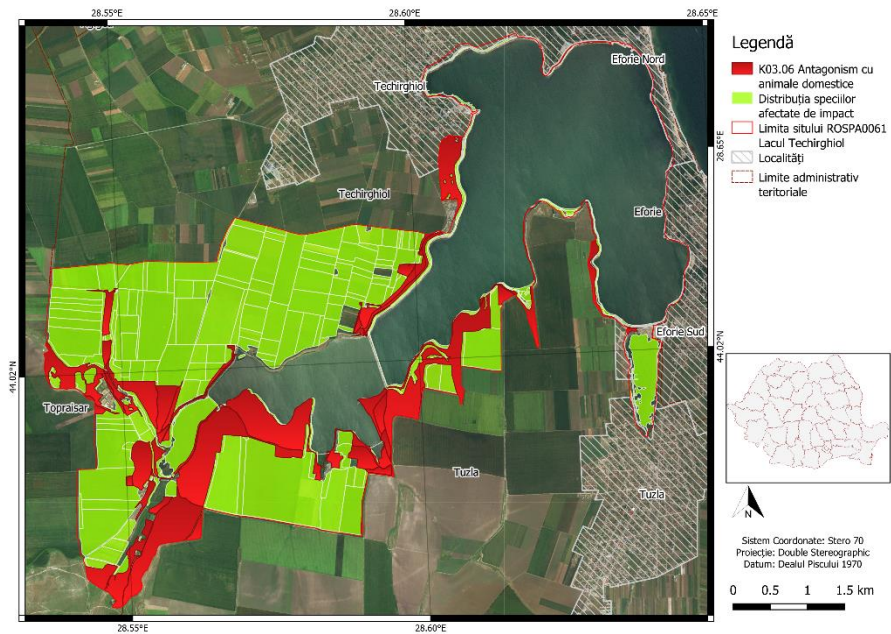 28.55°E
28.60°E
28.65°E
Eforie Nord
Techirghiol
28.65°E
Techirghiol
Eforie
Eforie Sud
44.02°N
44.02°N
Topraisar
Tuzla
Tuzla
28.55°E
28.60°E
Legendă
K03.06 Antagonism cu
animale domestice
Distribuția speciilor
afectate de impact
Limita sitului ROSPA0061
Lacul Techirghiol
Localități
Limite administrativ
teritoriale
N
Sistem Coordonate: Stero 70
Proiecție: Double Stereographic
Datum: Dealul Piscului 1970
0 0.5 1 1.5 km